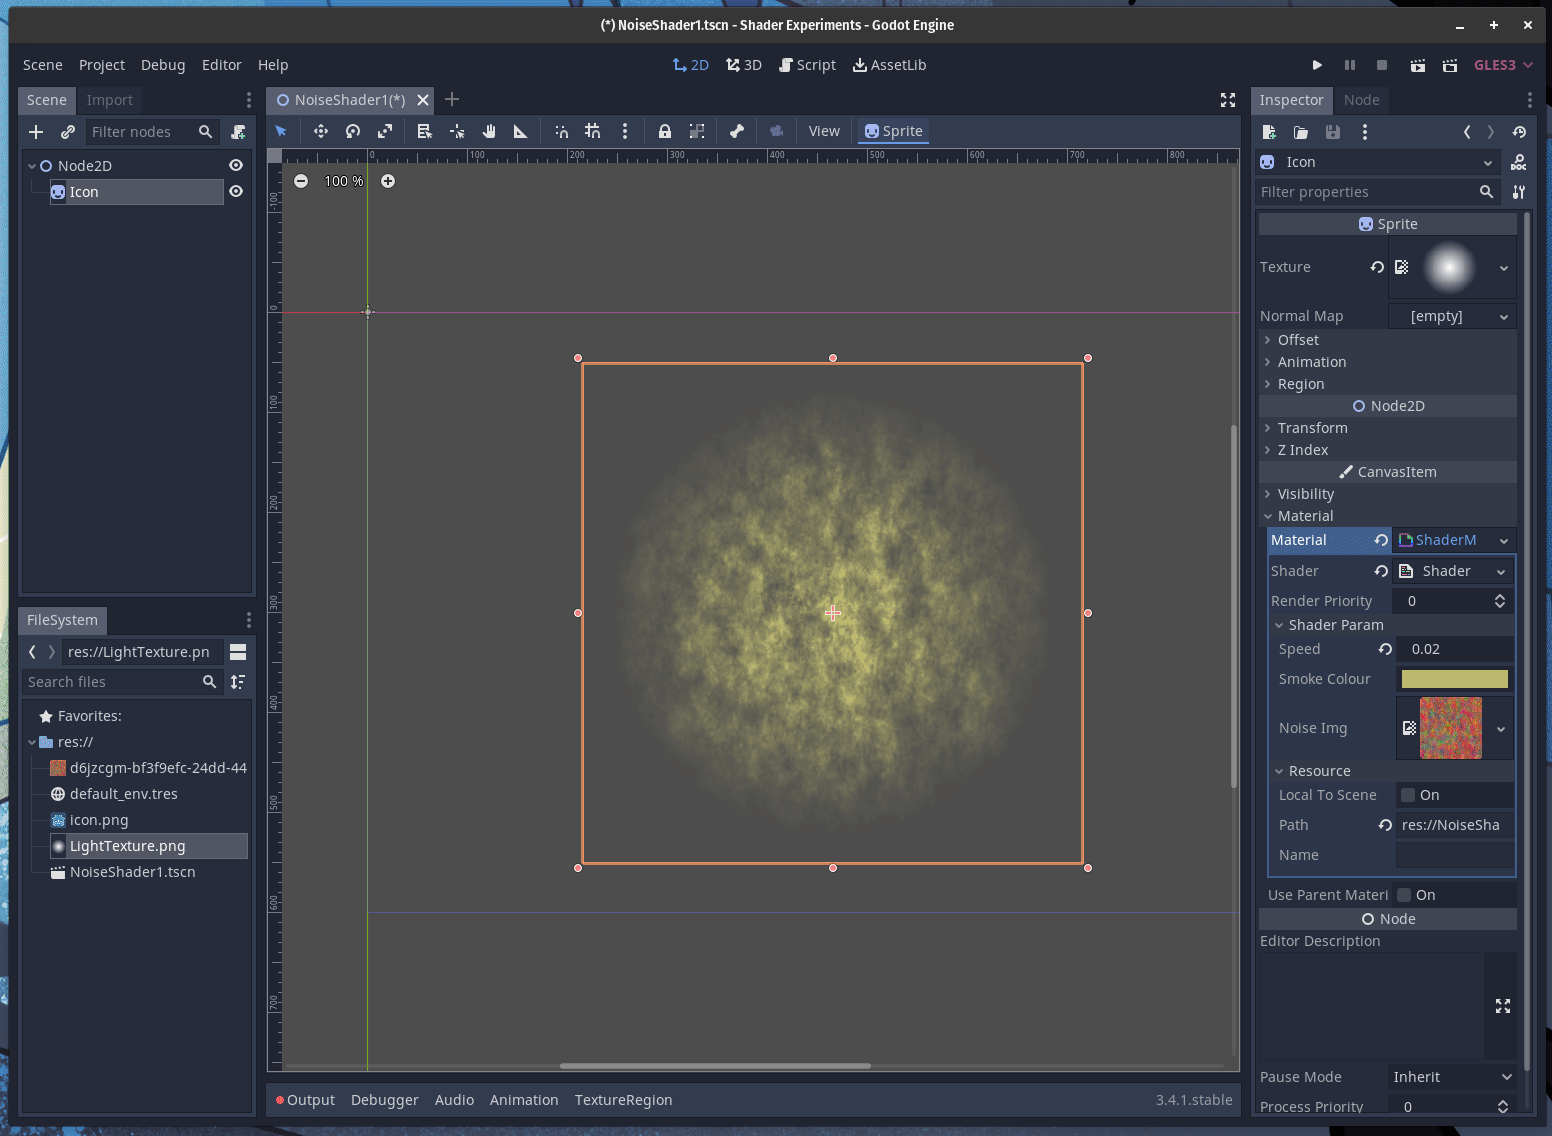 (*) NoiseShader1.tscn - Shader Experiments - Godot Engine
Scene Project Debug Editor Help
2D 3D Script AssetLib
GLES3
Scene Import
Filter nodes
Node2D
Icon
FileSystem
res://LightTexture.pn
Search files
Favorites:
res://
d6jzcgm-bf3f9efc-24dd-44
default_env.tres
icon.png
LightTexture.png
NoiseShader1.tscn
NoiseShader1(*)
View Sprite
0 100 200 300 400 500 600 700 800
100 %
-100
0
100
200
300
400
500
600
700
Output Debugger Audio Animation TextureRegion 3.4.1.stable
Inspector Node
Icon
DOC
Filter properties
Sprite
Texture
Normal Map [empty]
Offset
Animation
Region
Node2D
Transform
Z Index
CanvasItem
Visibility
Material
Material ShaderM
Shader Shader
Render Priority 0
Shader Param
Speed 0.02
Smoke Colour
Noise Img
Resource
Local To Scene On
Path res://NoiseSha
Name
Use Parent Materi On
Node
Editor Description
Pause Mode Inherit
Process Priority 0